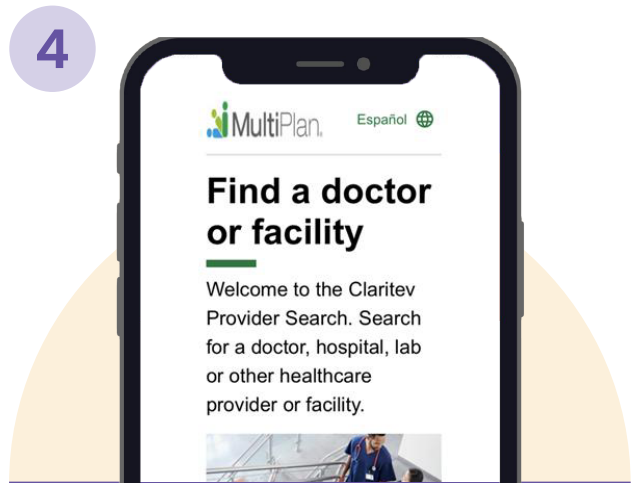 4
MultiPlan®
Español
Find a doctor
or facility
Welcome to the Claritev
Provider Search. Search
for a doctor, hospital, lab
or other healthcare
provider or facility.